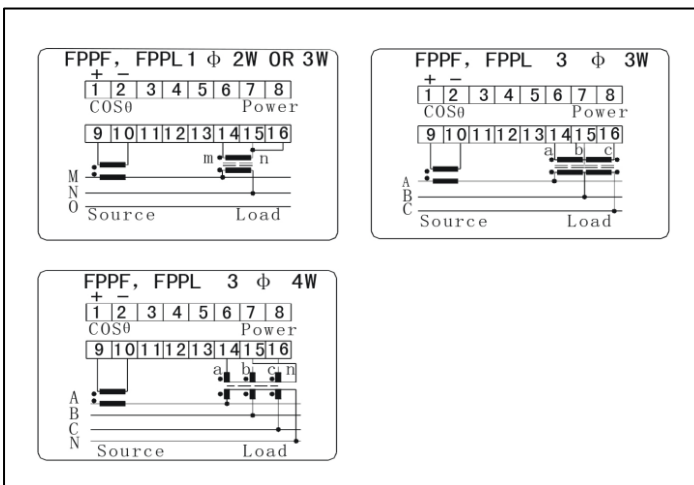 FPPF, FPPL 1 ф 2W OR 3W
+ −
1 2 3 4 5 6 7 8
COSθ Power
9 10 11 12 13 14 15 16
m n
M
N
O
Source Load
FPPF, FPPL 3 ф 3W
+ −
1 2 3 4 5 6 7 8
COSθ Power
9 10 11 12 13 14 15 16
a b c
A
B
C
Source Load
FPPF, FPPL 3 ф 4W
+ −
1 2 3 4 5 6 7 8
COSθ Power
9 10 11 12 13 14 15 16
a b c n
A
B
C
N
Source Load